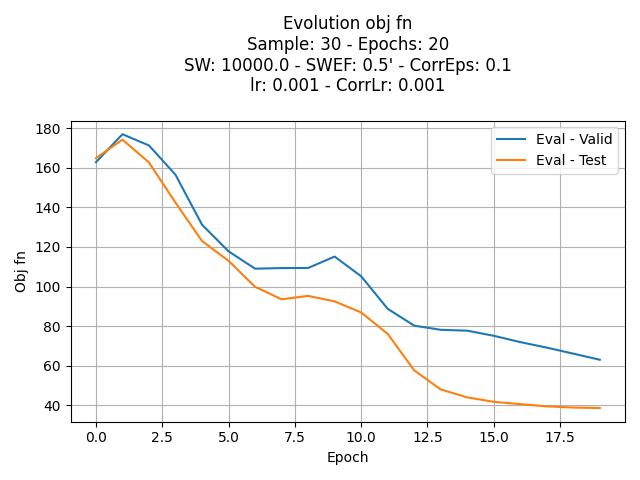 Evolution obj fn
Sample: 30 - Epochs: 20
SW: 10000.0 - SWEF: 0.5' - CorrEps: 0.1
lr: 0.001 - CorrLr: 0.001
Eval - Valid
Eval - Test
Obj fn
180
160
140
120
100
80
60
40
0.0 2.5 5.0 7.5 10.0 12.5 15.0 17.5
Epoch